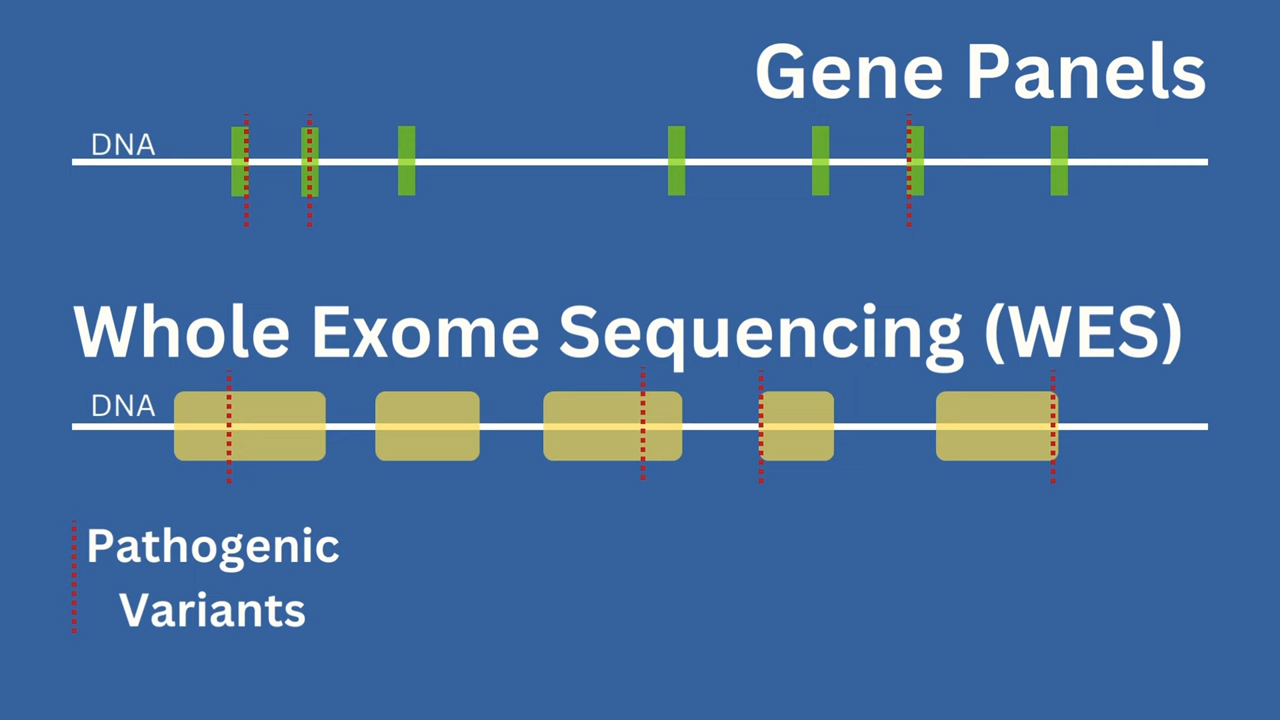 Gene Panels
DNA
Whole Exome Sequencing (WES)
DNA
Pathogenic
Variants